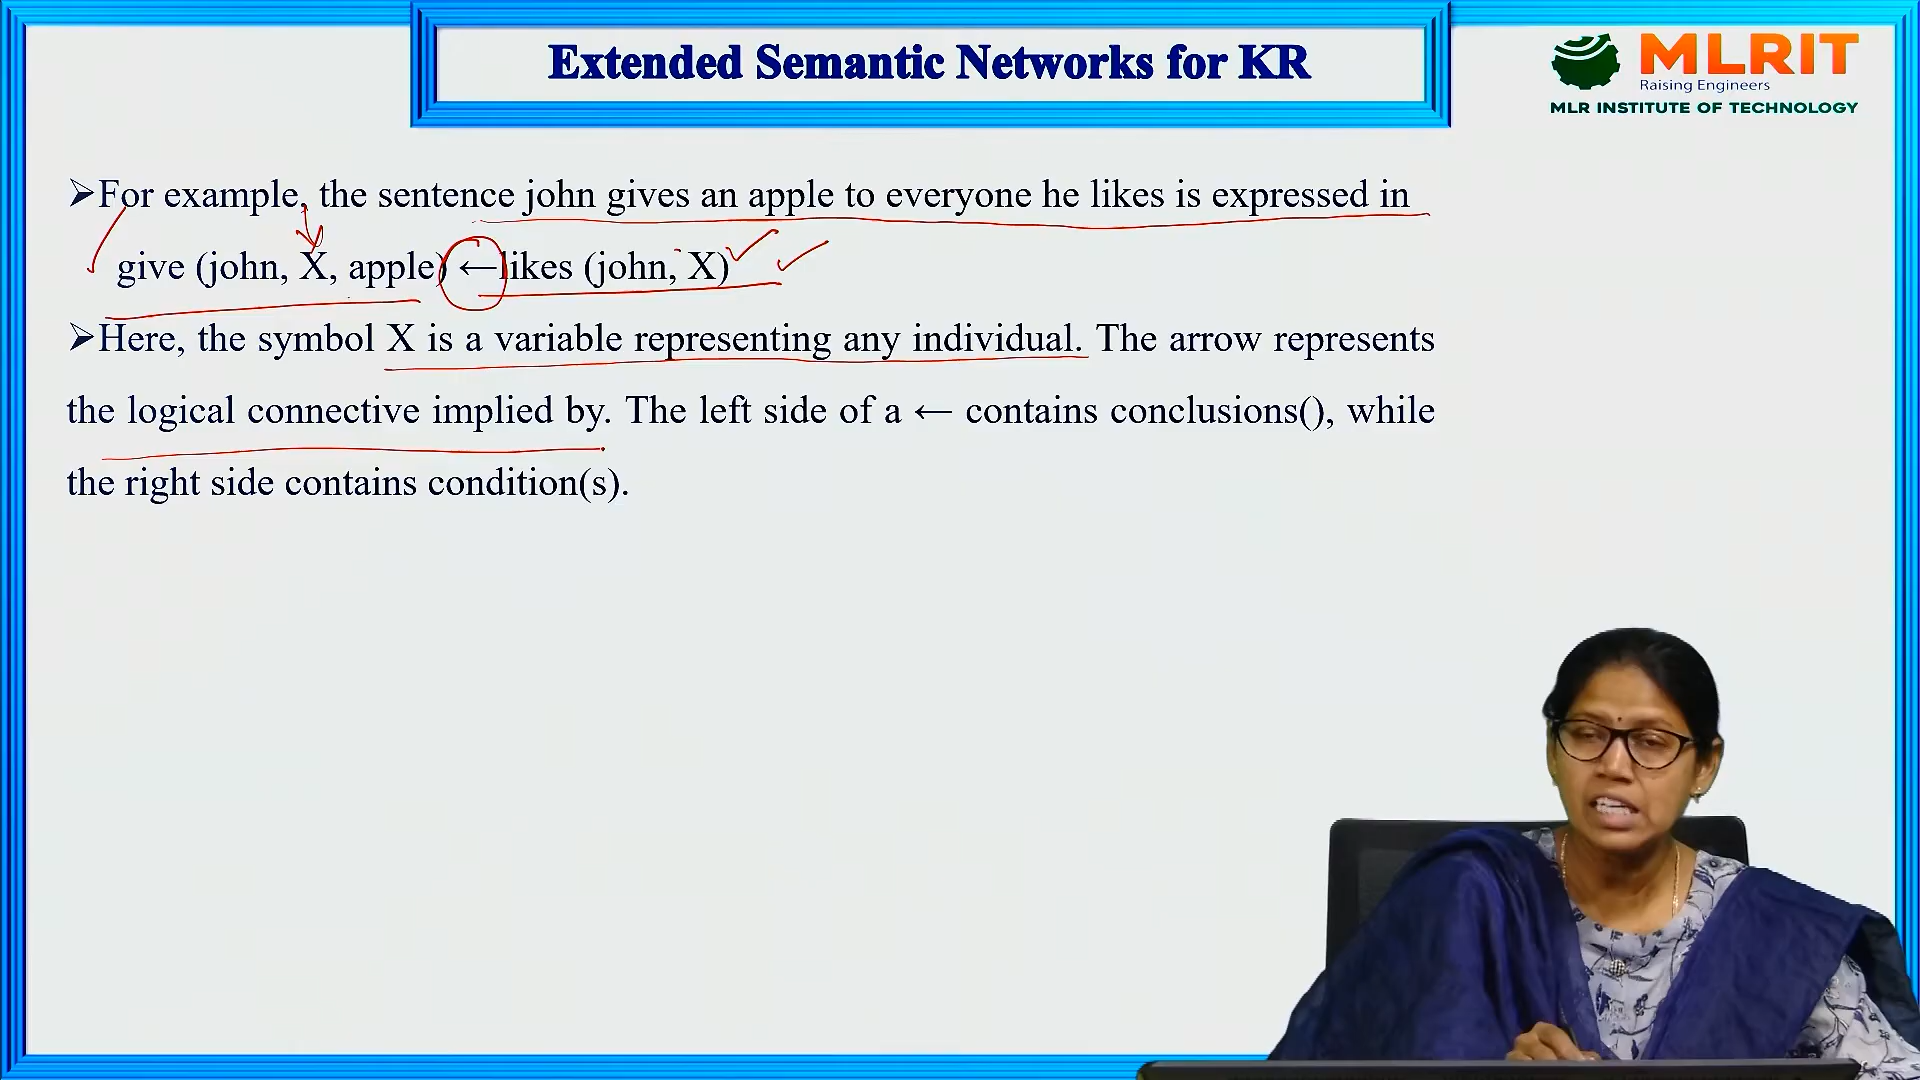 Extended Semantic Networks for KR
MLRIT
Raising Engineers
MLR INSTITUTE OF TECHNOLOGY
➢For example, the sentence john gives an apple to everyone he likes is expressed in
give (john, X, apple) ←likes (john, X)
➢Here, the symbol X is a variable representing any individual. The arrow represents
the logical connective implied by. The left side of a ← contains conclusions(), while
the right side contains condition(s).